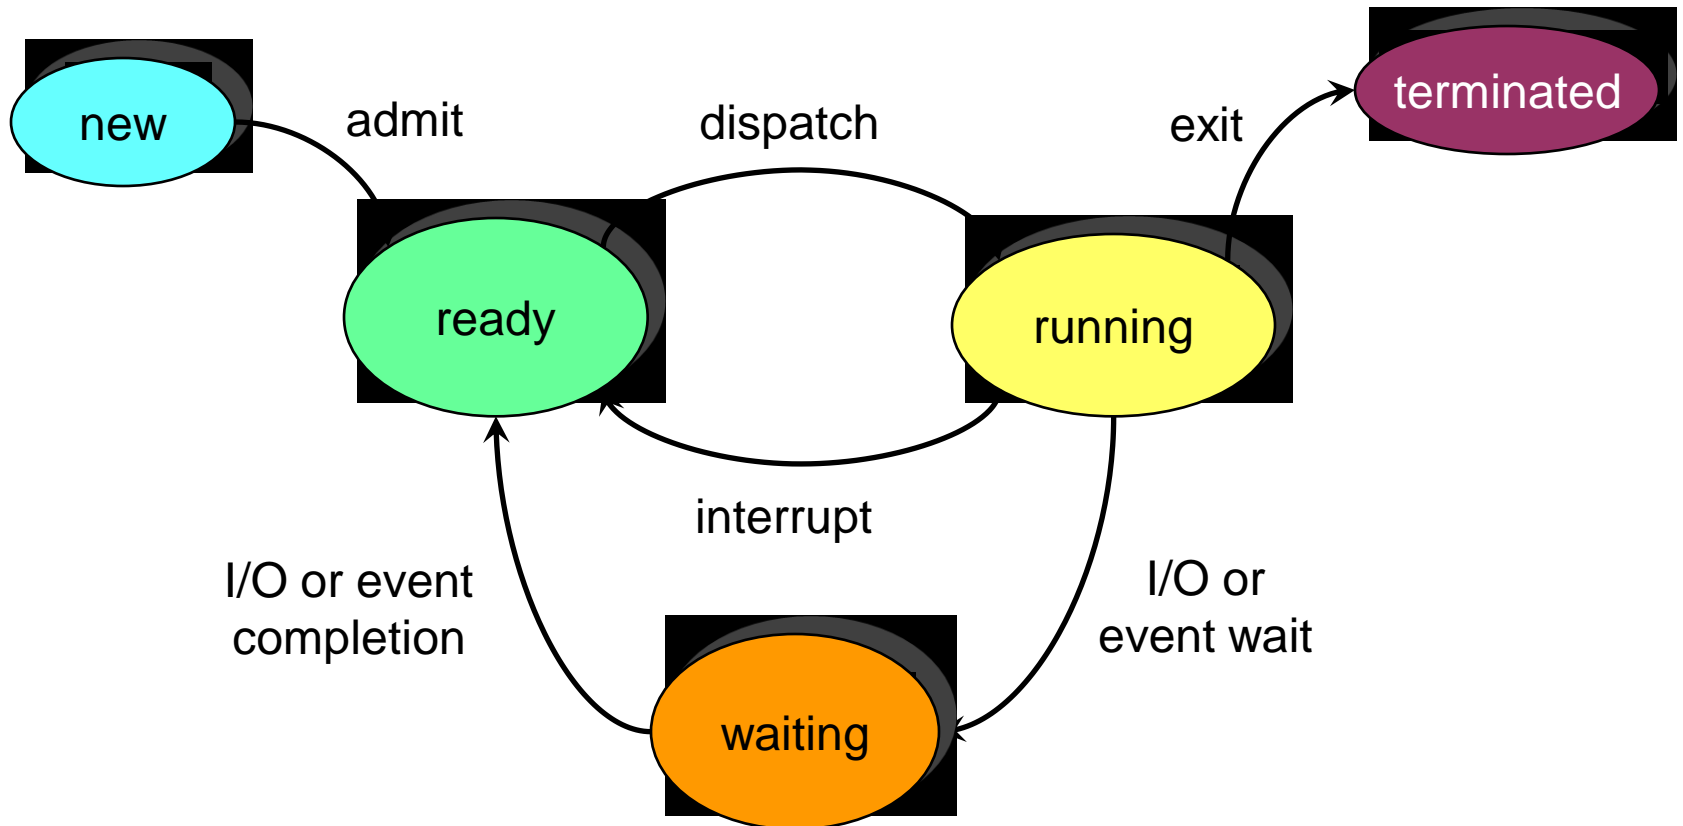 terminated
new
admit
dispatch
exit
ready
running
interrupt
I/O or event
completion
I/O or
event wait
waiting